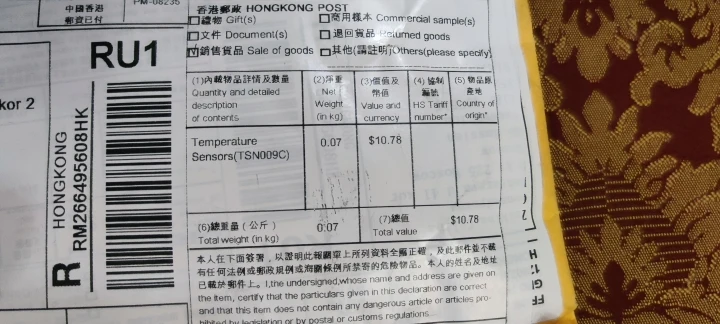 中國香港
郵資已付
PM-08235
RU1
kor 2
HONGKONG
RM266495608HK
R
香港郵政 HONGKONG POST
禮物 Gift(s)
商用樣本 Commercial sample(s)
文件 Document(s)
退回貨品 Returned goods
銷售貨品 Sale of goods
其他(請註明)Others(please specify)
(1)內載物品詳情及數量
Quantity and detailed
description
of contents
(2)淨重
Net
Weight
(in kg)
(3)價值及
幣值
Value and
currency
(4) 協制
編號
HS Tariff
number*
(5) 物品原
產地
Country of
origin*
Temperature
Sensors(TSN009C)
0.07
$10.78
(6)總重量 ( 公斤 )
Total weight (in kg)
0.07
(7)總值
Total value
$10.78
本人在下面簽署，以證明此報關單上所列資料全屬正確，及此郵件並不載
有任何法例或郵政規例或海關條例所禁寄的危險物品。本人的姓名及地址
已載於郵件上。I,the undersigned,whose name and address are given on
the item, certify that the particulars given in this declaration are correct
and that this item does not contain any dangerous article or articles pro-
hibited by legislation or by postal or customs regulations